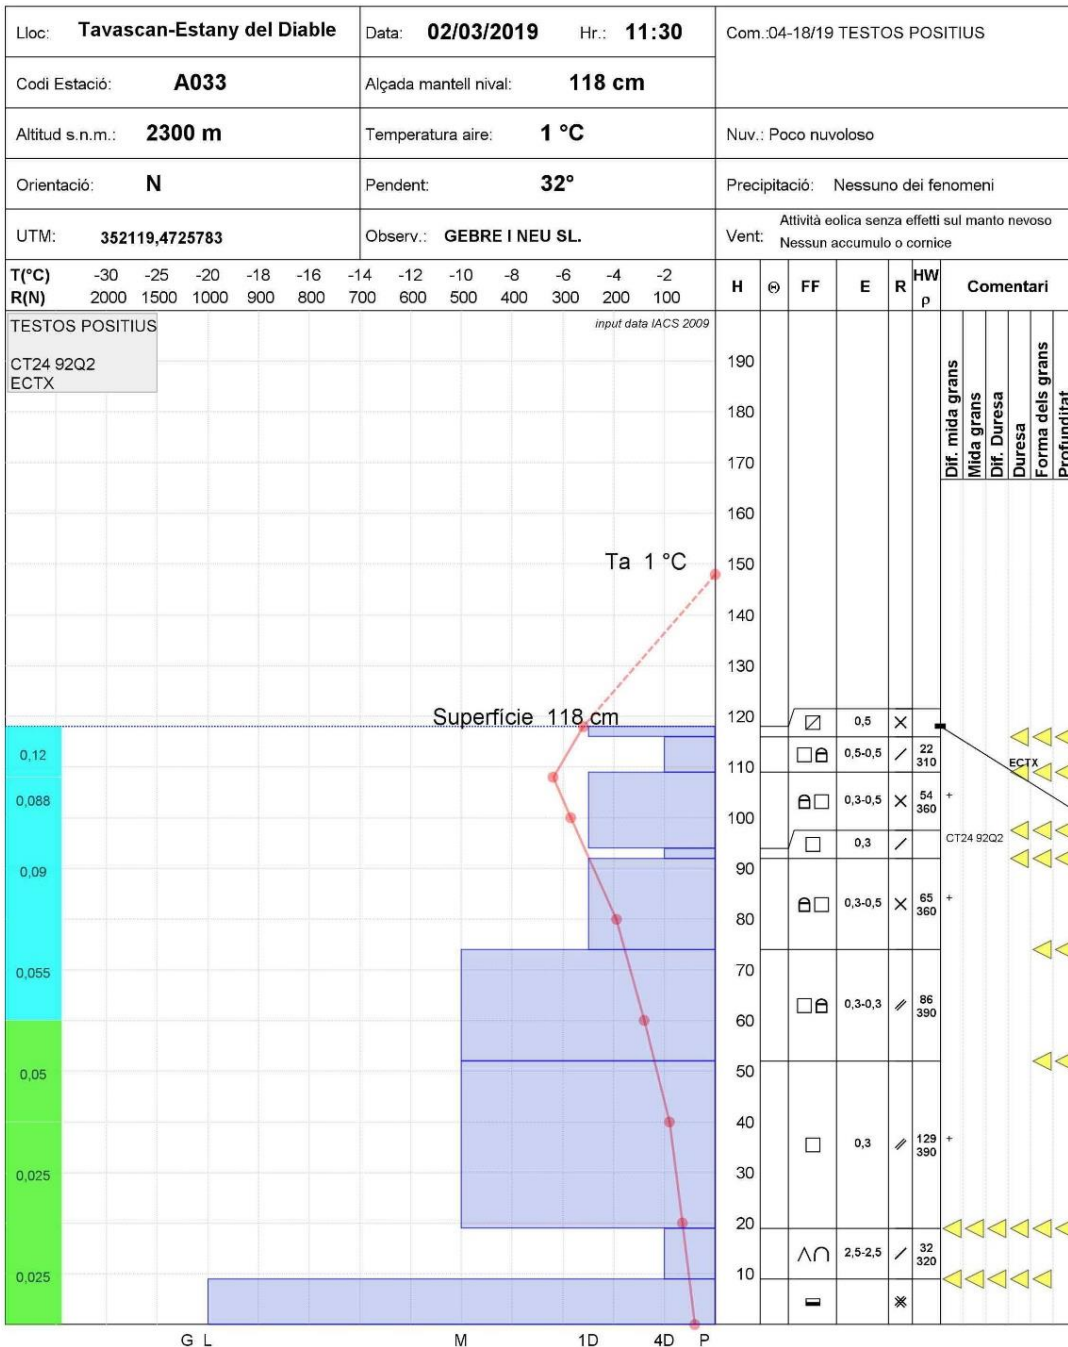 Lloc: Tavascan-Estany del Diable Data: 02/03/2019 Hr.: 11:30 Com.:04-18/19 TESTOS POSITIUS
Codi Estació: A033 Alçada mantell nival: 118 cm
Altitud s.n.m.: 2300 m Temperatura aire: 1 °C Nuv.: Poco nuvoloso
Orientació: N Pendent: 32° Precipitació: Nessuno dei fenomeni
UTM: 352119,4725783 Observ.: GEBRE I NEU SL. Vent: Attività eolica senza effetti sul manto nevoso
Nessun accumulo o cornice
T(°C) -30 -25 -20 -18 -16 -14 -12 -10 -8 -6 -4 -2
R(N) 2000 1500 1000 900 800 700 600 500 400 300 200 100
H Θ FF E R HW ρ Comentari
TESTOS POSITIUS
CT24 92Q2
ECTX
input data IACS 2009
Dif. mida grans
Mida grans
Dif. Duresa
Duresa
Forma dels grans
Profunditat
190
180
170
160
150
140
130
120
110
100
90
80
70
60
50
40
30
20
10
Ta 1 °C
Superfície 118 cm
0,12
0,088
0,09
0,055
0,05
0,025
0,025
0,5
0,5-0,5 22
310
ECTX
0,3-0,5 54
360
+
0,3
CT24 92Q2
0,3-0,5 65
360
+
0,3-0,3 86
390
0,3 129
390
+
2,5-2,5 32
320
G L M 1D 4D P